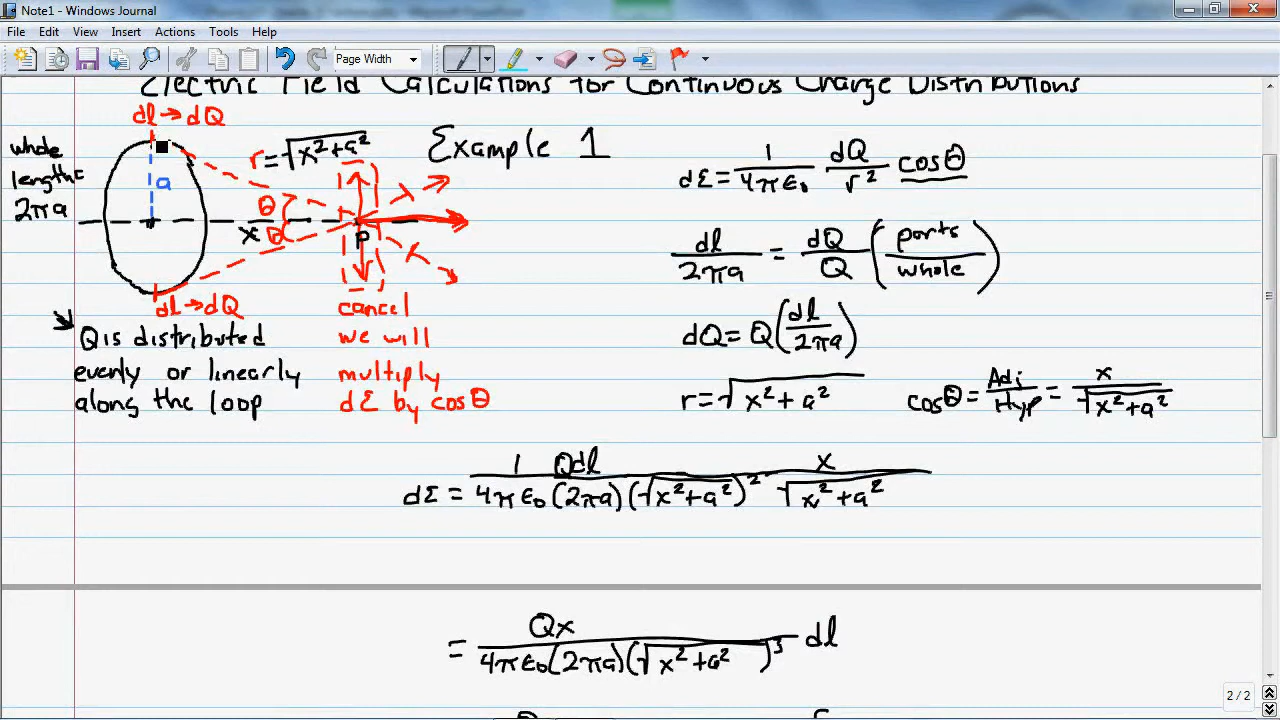 Note1 - Windows Journal
File Edit View Insert Actions Tools Help
Page Width
Electric Field Calculations for Continuous Charge Distributions
dl → dQ
whole
length =
2πa
a
r = √x² + a²
Example 1
θ
θ
x
P
dl → dQ
Q is distributed
evenly or linearly
along the loop
cancel
we will
multiply
dE by cosθ
dE = 1/4πε₀ dQ/r² cosθ
dl/2πa = dQ/Q (parts/whole)
dQ = Q(dl/2πa)
r = √x² + a²
cosθ = Adj/Hyp = x/√x² + a²
dE = 1 Qdl x / 4πε₀(2πa)(√x² + a²)² √x² + a²
= Qx / 4πε₀(2πa)(√x² + a²)³ dl
2 / 2